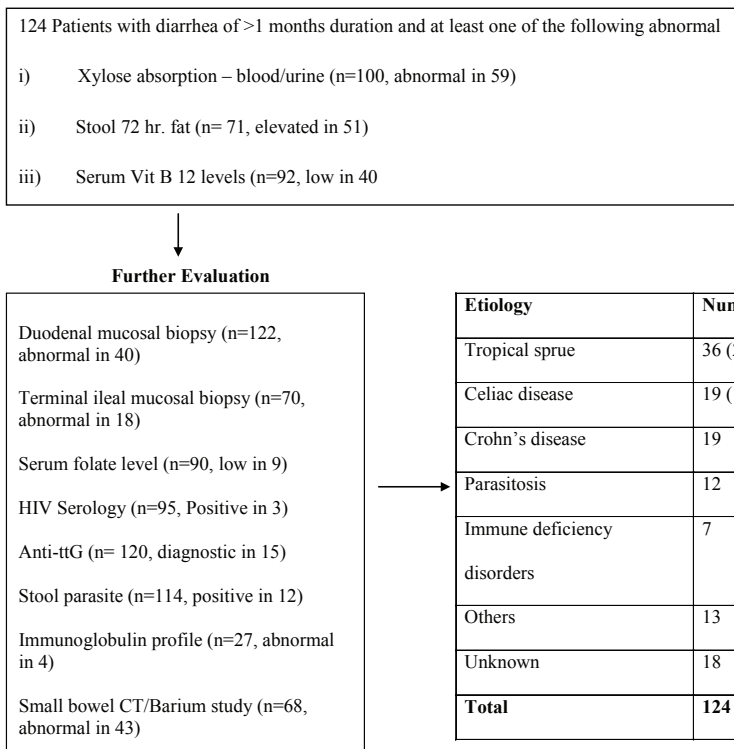 124 Patients with diarrhea of >1 months duration and at least one of the following abnormal
i) Xylose absorption – blood/urine (n=100, abnormal in 59)
ii) Stool 72 hr. fat (n= 71, elevated in 51)
iii) Serum Vit B 12 levels (n=92, low in 40
Further Evaluation
Duodenal mucosal biopsy (n=122,
abnormal in 40)
Terminal ileal mucosal biopsy (n=70,
abnormal in 18)
Serum folate level (n=90, low in 9)
HIV Serology (n=95, Positive in 3)
Anti-ttG (n= 120, diagnostic in 15)
Stool parasite (n=114, positive in 12)
Immunoglobulin profile (n=27, abnormal
in 4)
Small bowel CT/Barium study (n=68,
abnormal in 43)
Etiology
Tropical sprue 36
Celiac disease 19 (
Crohn’s disease 19
Parasitosis 12
Immune deficiency 7
disorders
Others 13
Unknown 18
Total 124